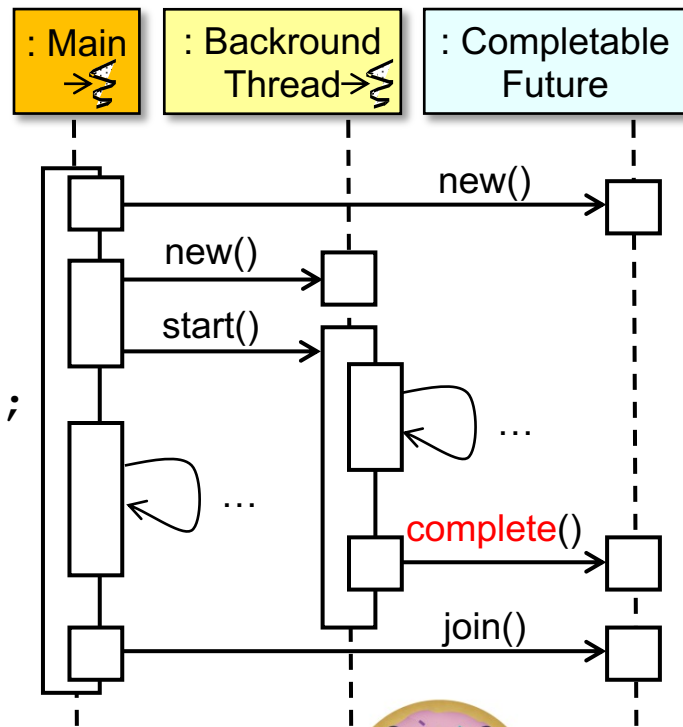 : Main
: Backround
Thread
: Completable
Future
new()
new()
start()
;
...
...
complete()
join()